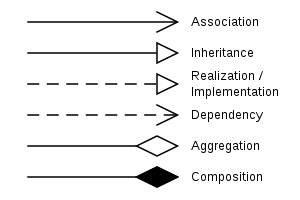 Association
Inheritance
Realization /
Implementation
Dependency
Aggregation
Composition